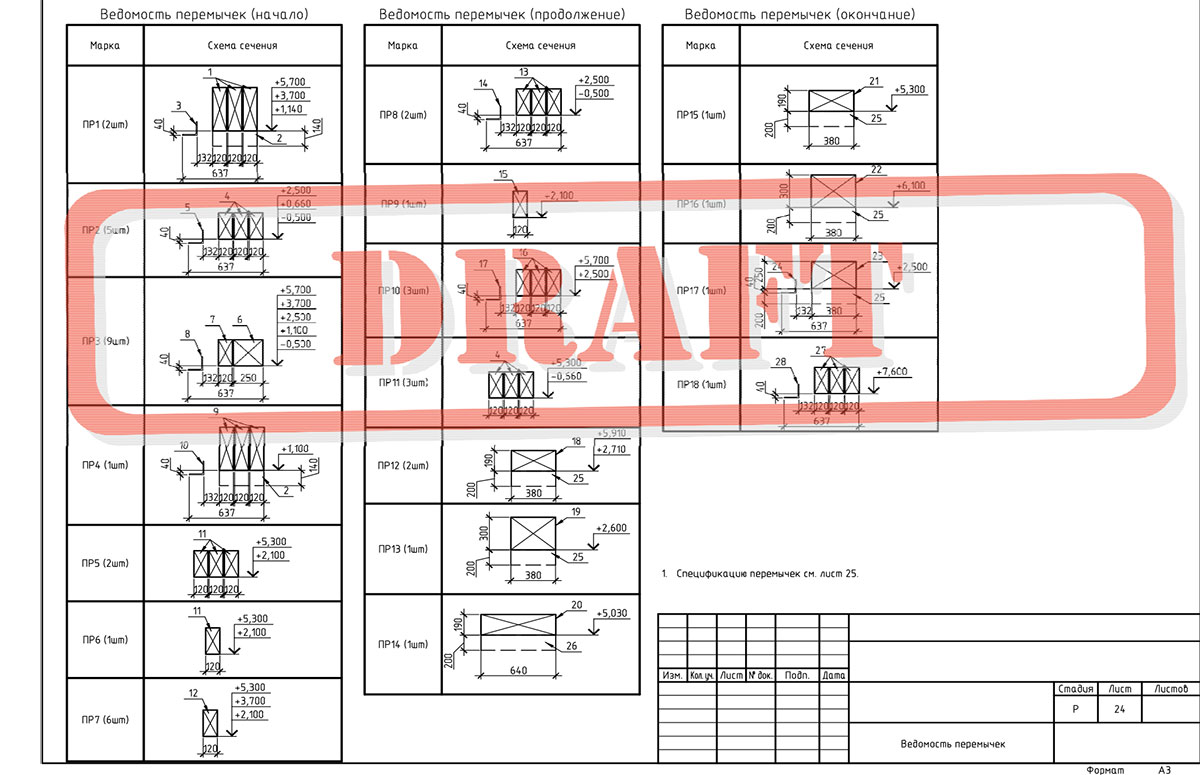 Ведомость перемычек (начало)
Марка Схема сечения
ПР1 (2шт)
1
+5,700
+3,700
+1,140
3
40
2
140
132 120 120 120
637
ПР2 (5шт)
4
+2,500
+0,660
-0,500
5
40
132 120 120 120
637
ПР3 (9шт)
+5,700
+3,700
+2,500
+1,100
-0,500
7 6
8
40
132 120 250
637
ПР4 (1шт)
9
10
+1,100
40
140
2
132 120 120 120
637
ПР5 (2шт)
11
+5,300
+2,100
120 120 120
ПР6 (1шт)
11
+5,300
+2,100
120
ПР7 (6шт)
12
+5,300
+3,700
+2,100
120
Ведомость перемычек (продолжение)
Марка Схема сечения
ПР8 (2шт)
13
14
+2,500
-0,500
40
132 120 120 120
637
ПР9 (1шт)
15
+2,100
120
ПР10 (3шт)
16
17
+5,700
+2,500
40
132 120 120 120
637
ПР11 (3шт)
4
+5,300
-0,660
120 120 120
ПР12 (2шт)
18
+5,910
+2,710
190
200
25
380
ПР13 (1шт)
19
+2,600
300
200
25
380
ПР14 (1шт)
20
+5,030
190
200
26
640
Ведомость перемычек (окончание)
Марка Схема сечения
ПР15 (1шт)
21
+5,300
190
200
25
380
ПР16 (1шт)
22
+6,100
300
200
25
380
ПР17 (1шт)
23
24
+2,500
40
250
200
25
132 380
637
ПР18 (1шт)
27
28
+7,600
40
132 120 120 120
637
DRAFT
1. Спецификацию перемычек см. лист 25.
Изм. Кол.уч. Лист № док. Подп. Дата
Стадия Лист Листов
Р 24
Ведомость перемычек
Формат А3